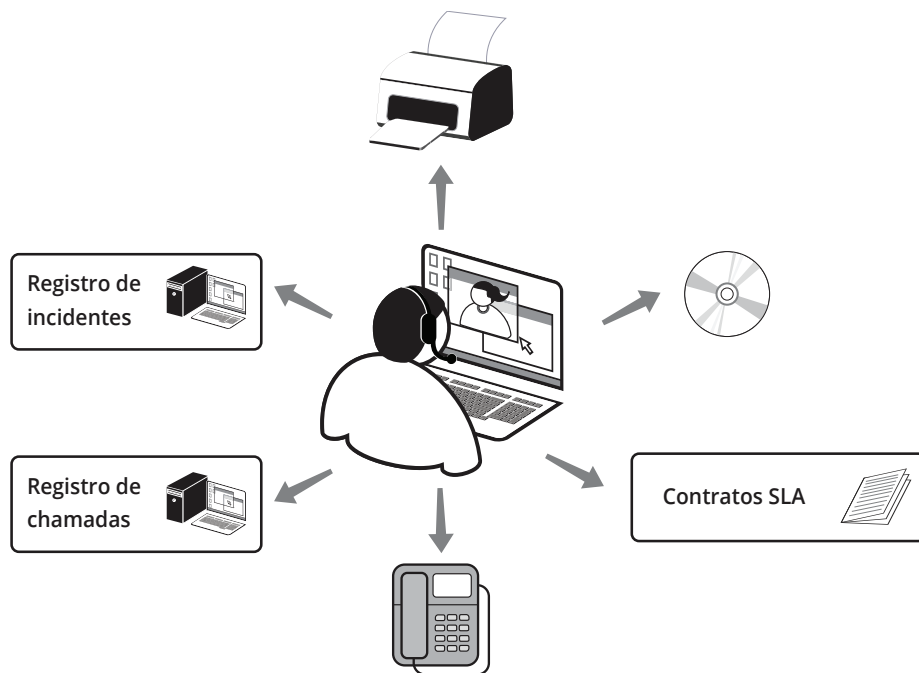 Registro de
incidentes
Registro de
chamadas
Contratos SLA